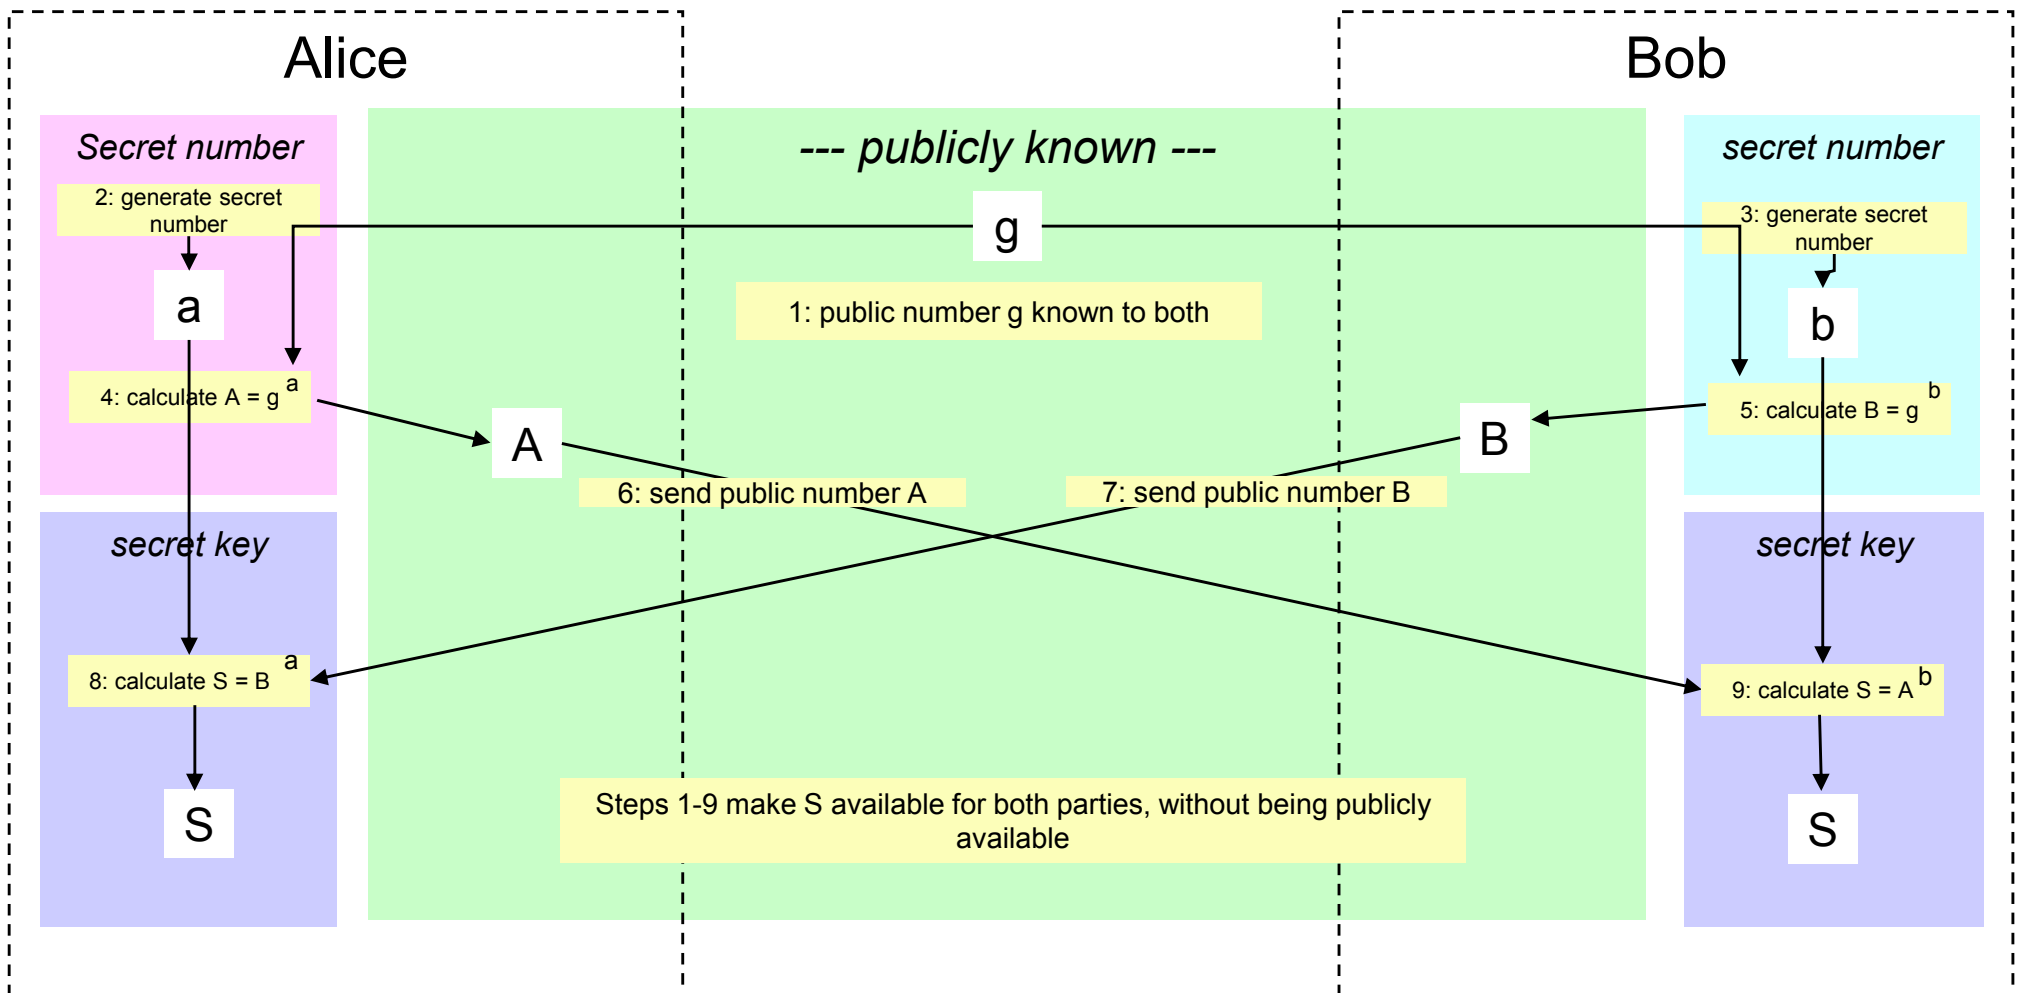 Alice
Bob
Secret number
--- publicly known ---
secret number
2: generate secret
number
g
3: generate secret
number
a
1: public number g known to both
b
4: calculate A = g^a
5: calculate B = g^b
A
B
6: send public number A
7: send public number B
secret key
secret key
8: calculate S = B^a
9: calculate S = A^b
S
Steps 1-9 make S available for both parties, without being publicly
available
S